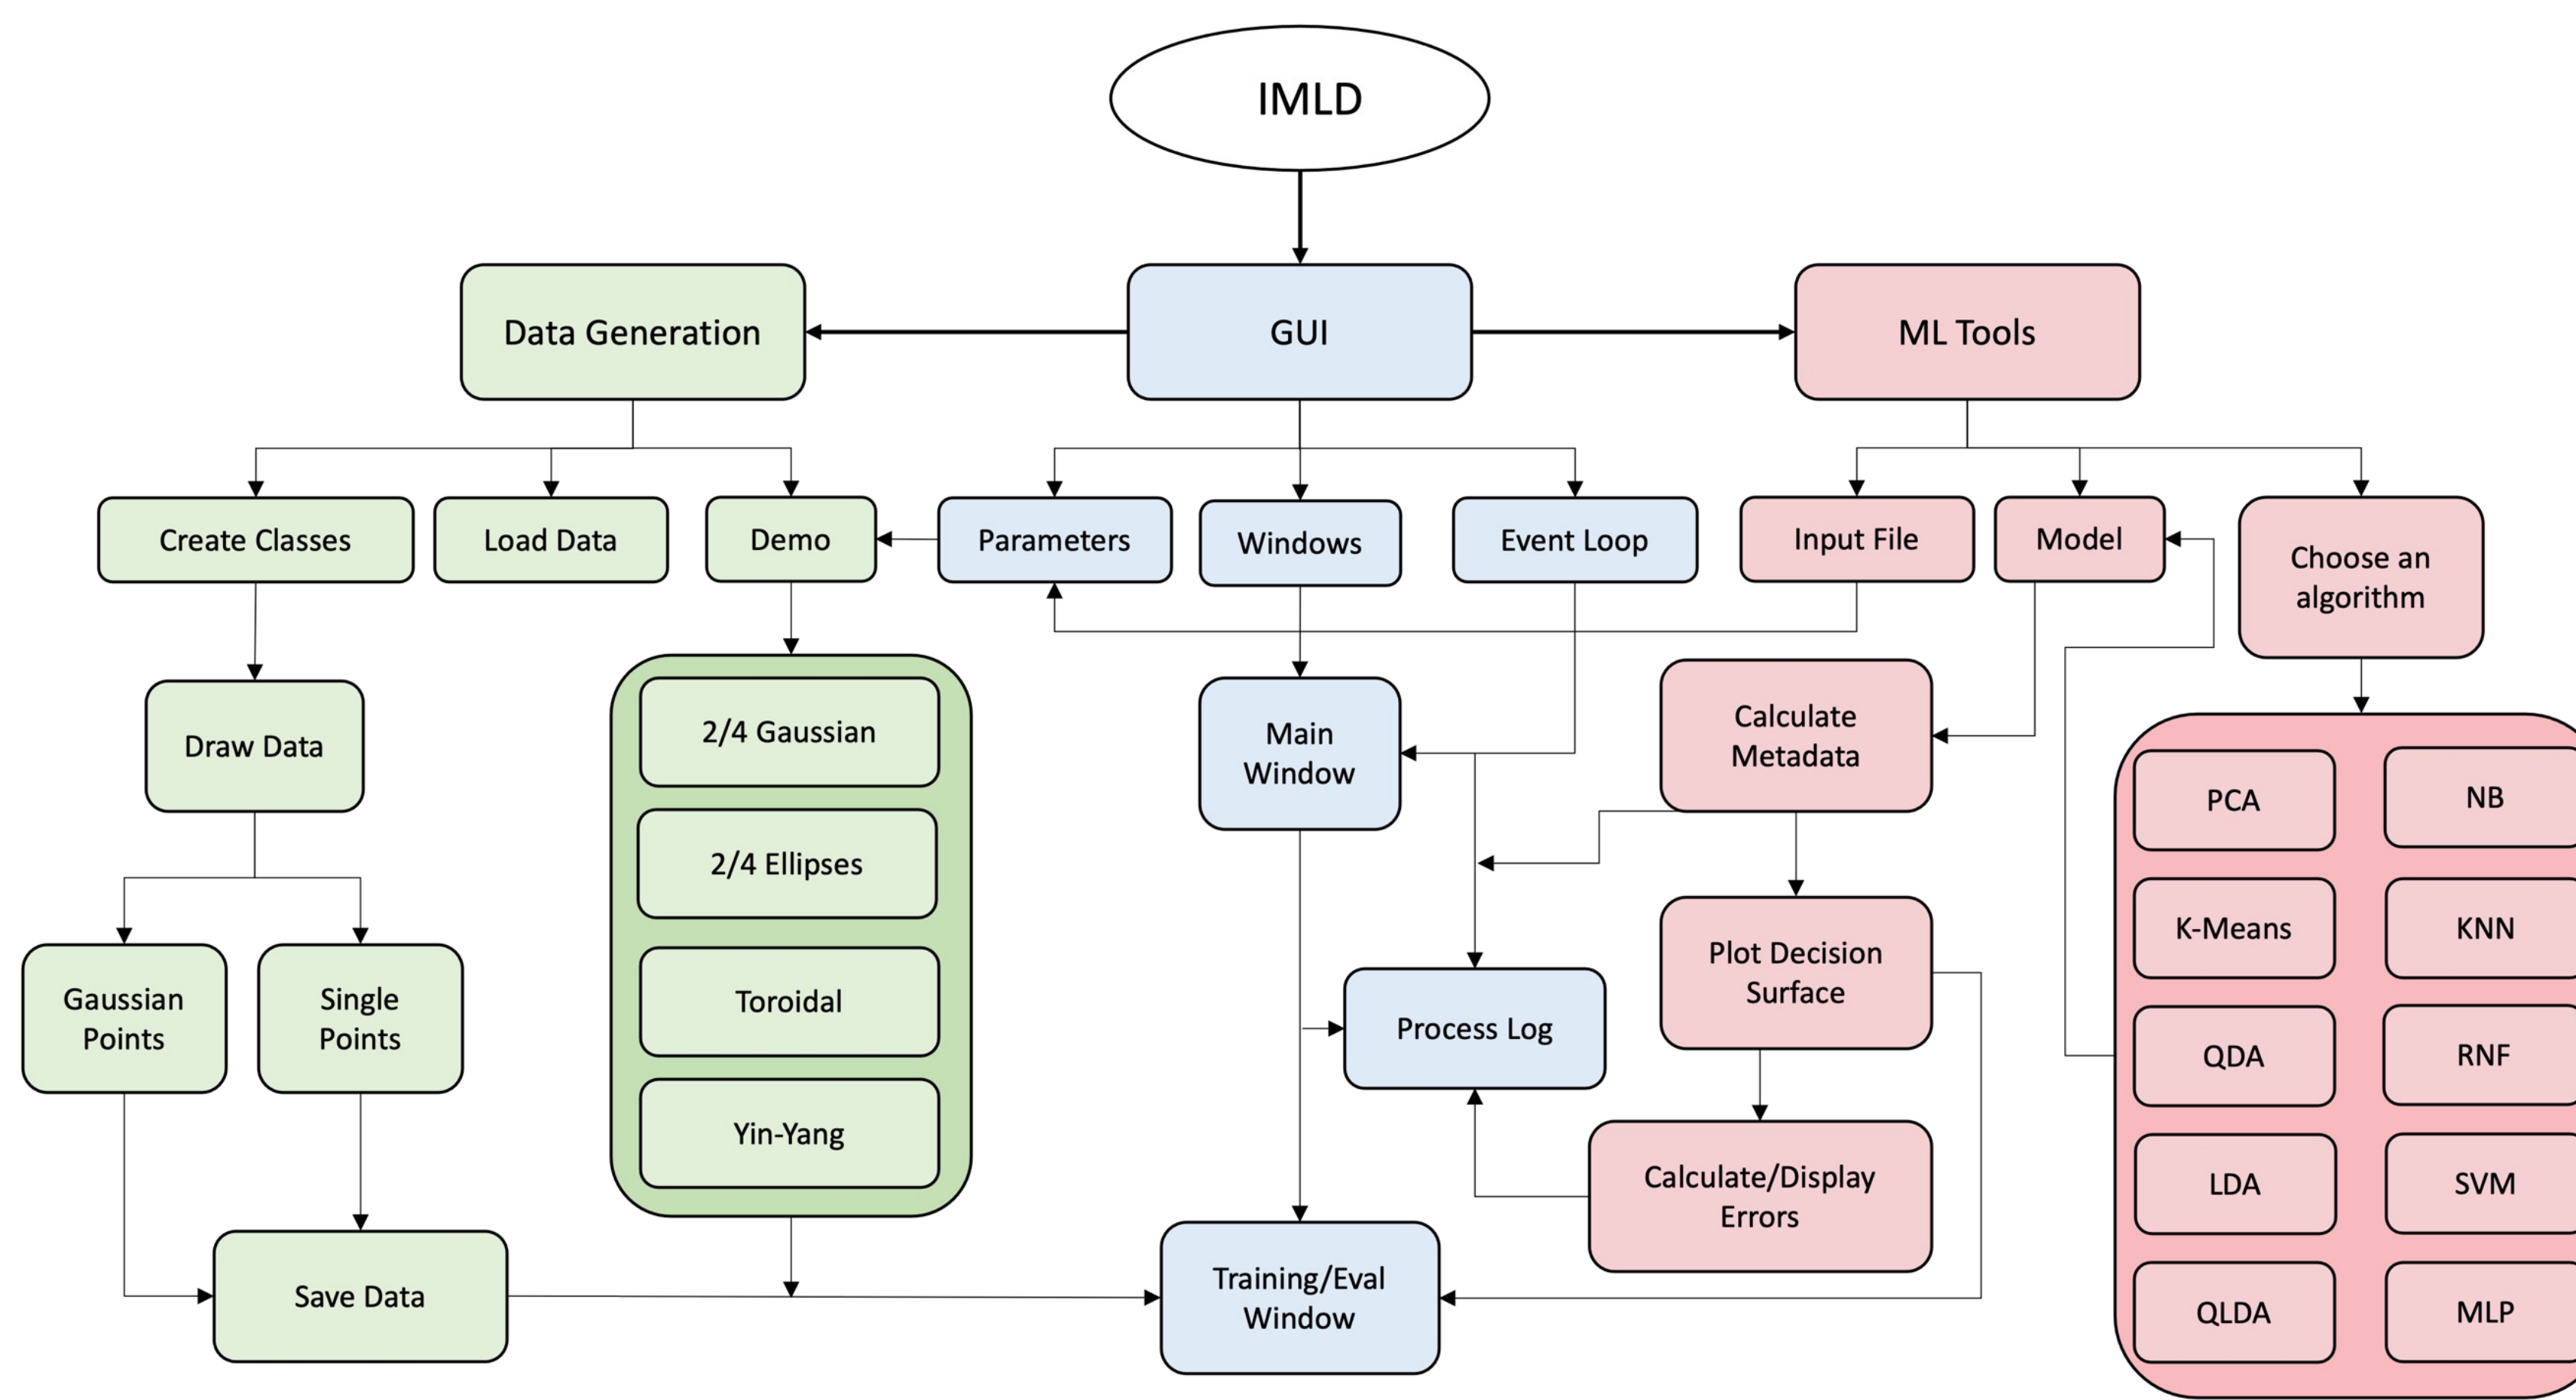 IMLD
Data Generation
GUI
ML Tools
Create Classes
Load Data
Demo
Parameters
Windows
Event Loop
Input File
Model
Choose an
algorithm
Draw Data
2/4 Gaussian
2/4 Ellipses
Toroidal
Yin-Yang
Main
Window
Calculate
Metadata
PCA
NB
K-Means
KNN
QDA
RNF
LDA
SVM
QLDA
MLP
Gaussian
Points
Single
Points
Process Log
Plot Decision
Surface
Calculate/Display
Errors
Save Data
Training/Eval
Window